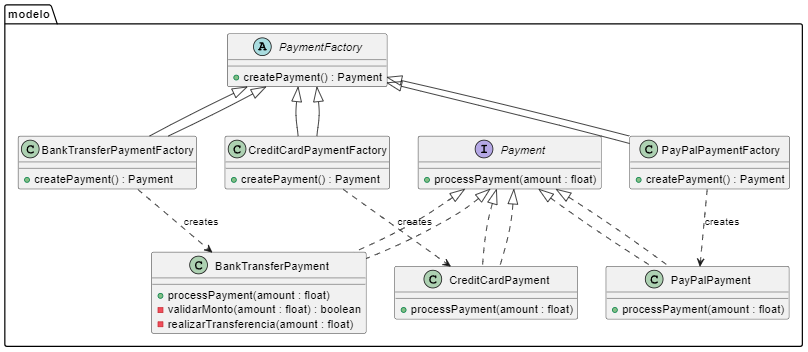 modelo
A PaymentFactory
createPayment() : Payment
C BankTransferPaymentFactory
createPayment() : Payment
C CreditCardPaymentFactory
createPayment() : Payment
I Payment
processPayment(amount : float)
C PayPalPaymentFactory
createPayment() : Payment
creates
creates
creates
C BankTransferPayment
processPayment(amount : float)
validarMonto(amount : float) : boolean
realizarTransferencia(amount : float)
C CreditCardPayment
processPayment(amount : float)
C PayPalPayment
processPayment(amount : float)